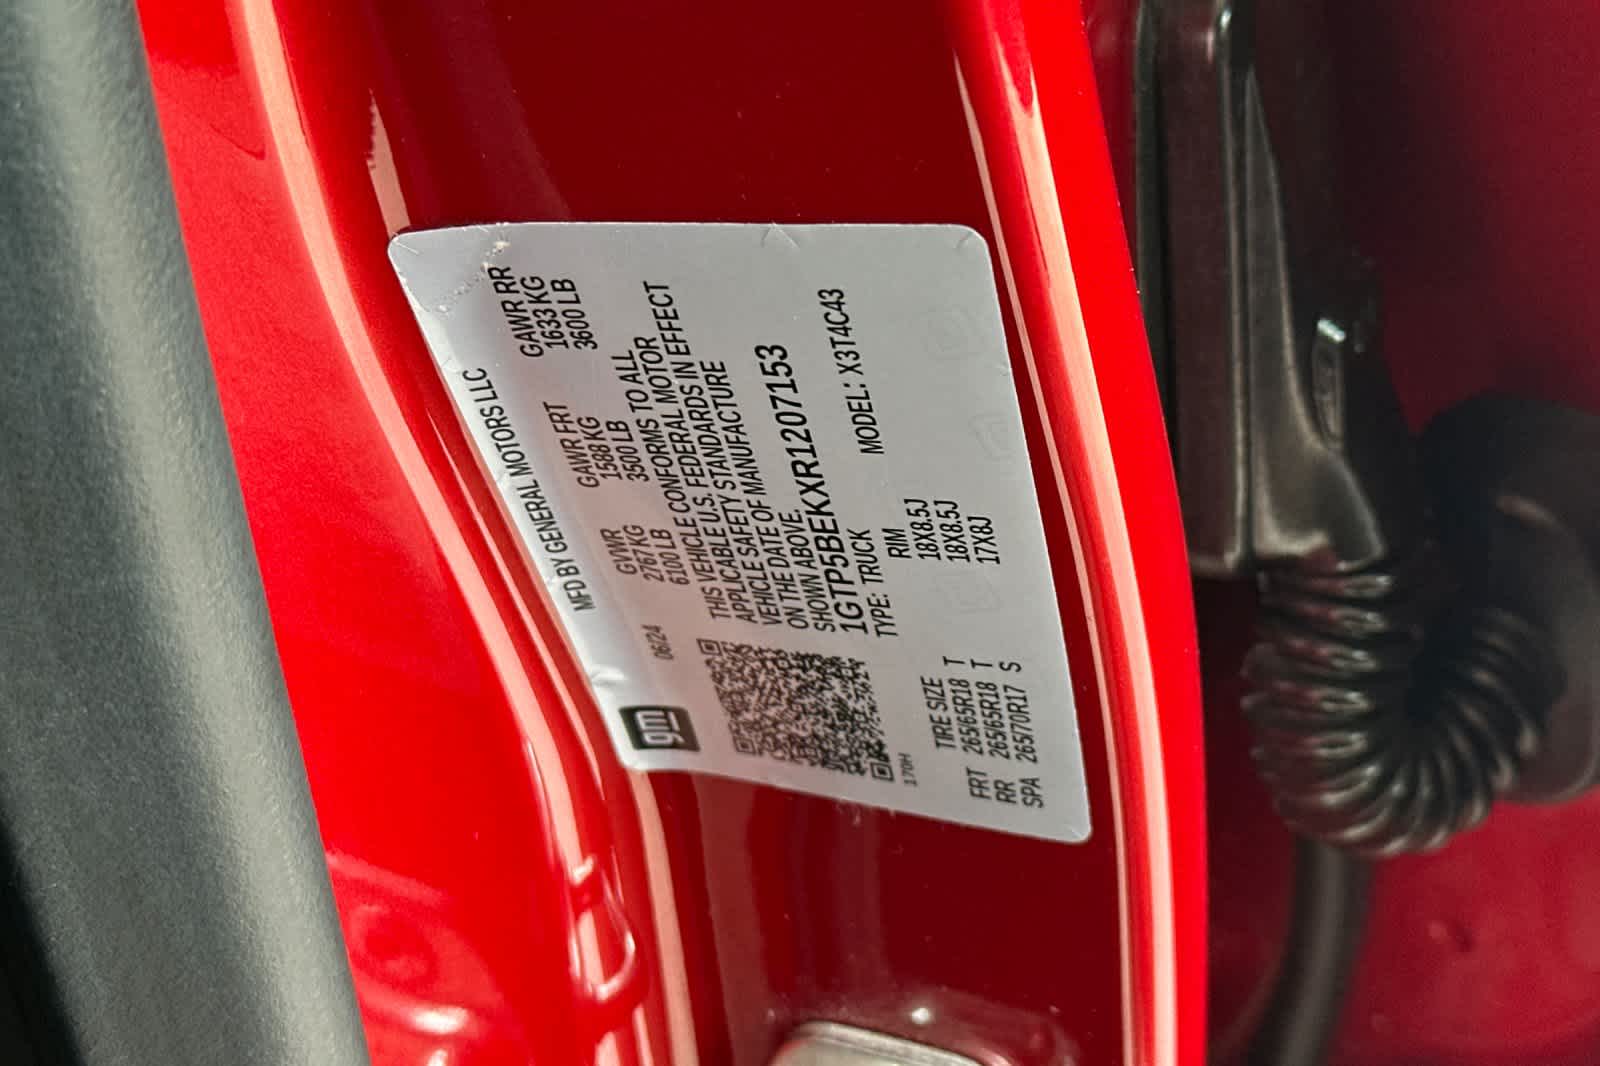 gm
MFD BY GENERAL MOTORS LLC
06/24
GVWR GAWR FRT GAWR RR
2767 KG 1588 KG 1633 KG
6100 LB 3500 LB 3600 LB
THIS VEHICLE CONFORMS TO ALL
APPLICABLE U.S. FEDERAL MOTOR
VEHICLE SAFETY STANDARDS IN EFFECT
ON THE DATE OF MANUFACTURE
SHOWN ABOVE.
1GTP5BEKXR1207153
TYPE: TRUCK MODEL: X3T4C43
170H
TIRE SIZE RIM
FRT 265/65R18 T 18X8.5J
RR 265/65R18 T 18X8.5J
SPA 265/70R17 S 17X8J